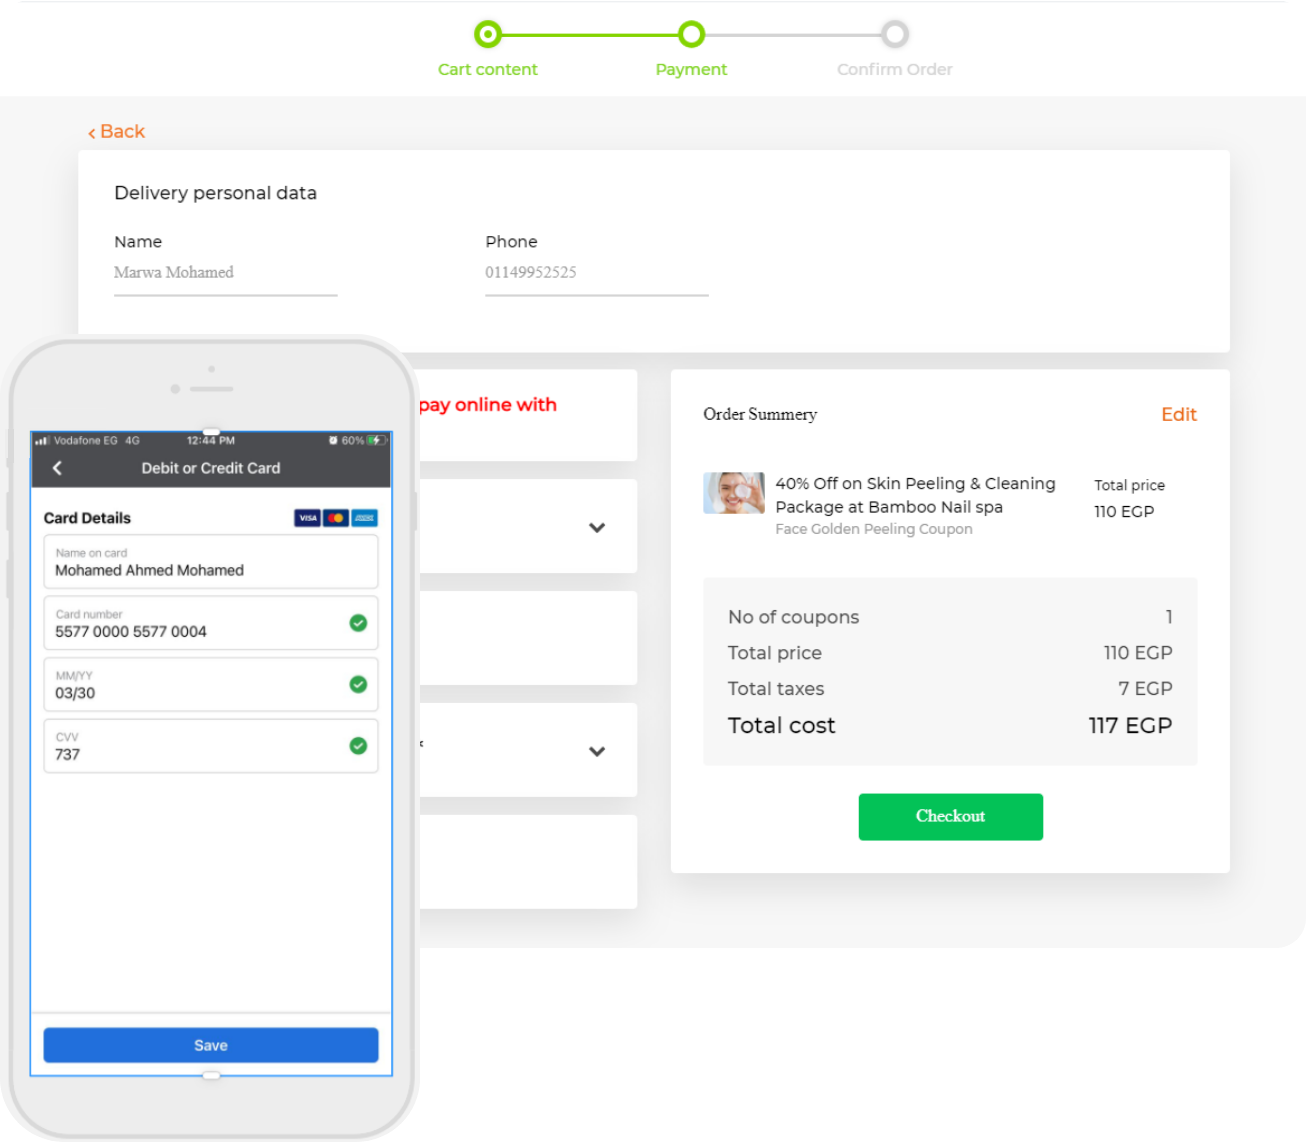 Cart content
Payment
Confirm Order
Back
Delivery personal data
Name
Phone
Marwa Mohamed
01149952525
pay online with
Order Summery
Edit
40% Off on Skin Peeling & Cleaning
Package at Bamboo Nail spa
Face Golden Peeling Coupon
Total price
110 EGP
No of coupons 1
Total price 110 EGP
Total taxes 7 EGP
Total cost 117 EGP
Checkout
Vodafone EG 4G 12:44 PM 60%
Debit or Credit Card
Card Details
VISA
Name on card
Mohamed Ahmed Mohamed
Card number
5577 0000 5577 0004
MM/YY
03/30
CVV
737
Save